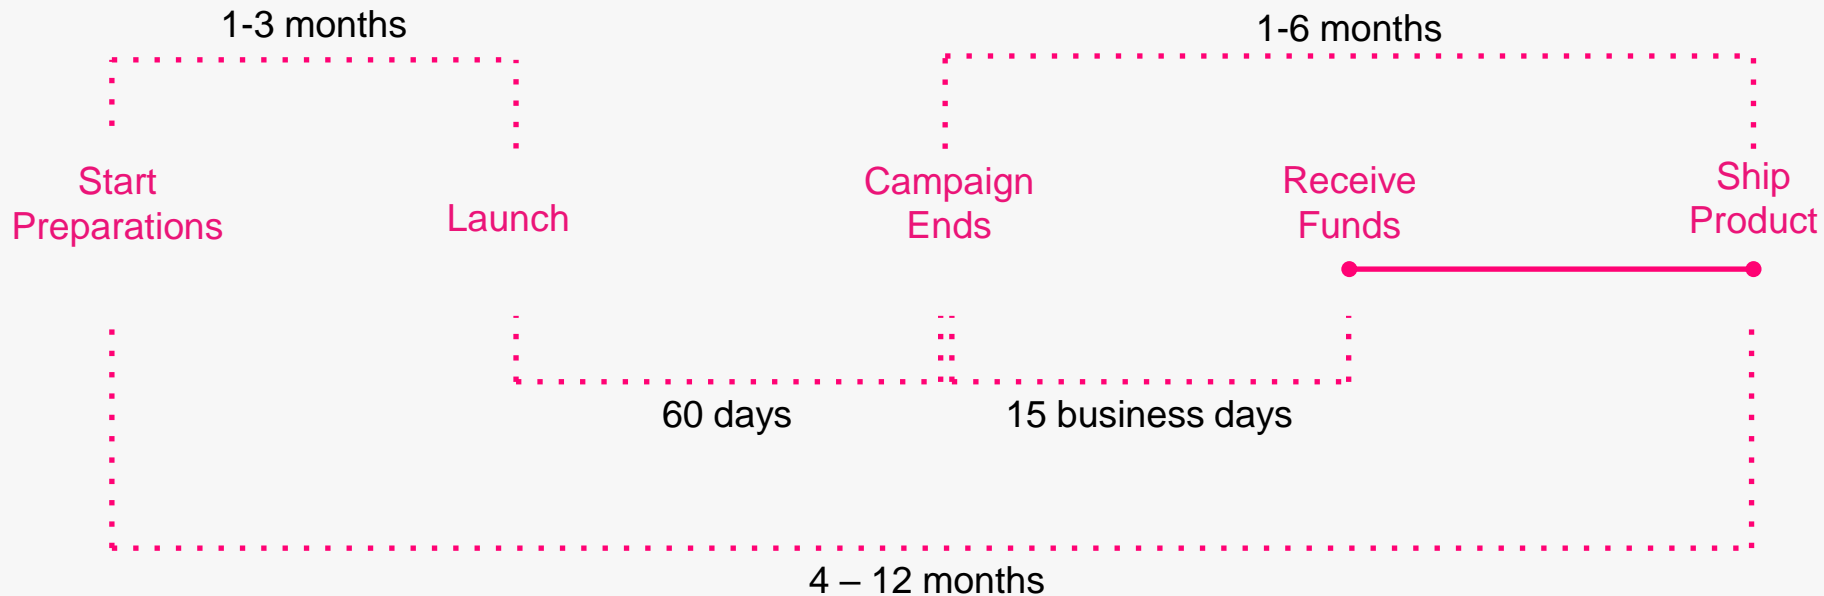 1-3 months
1-6 months
Start
Preparations
Launch
Campaign
Ends
Receive
Funds
Ship
Product
60 days
15 business days
4 – 12 months